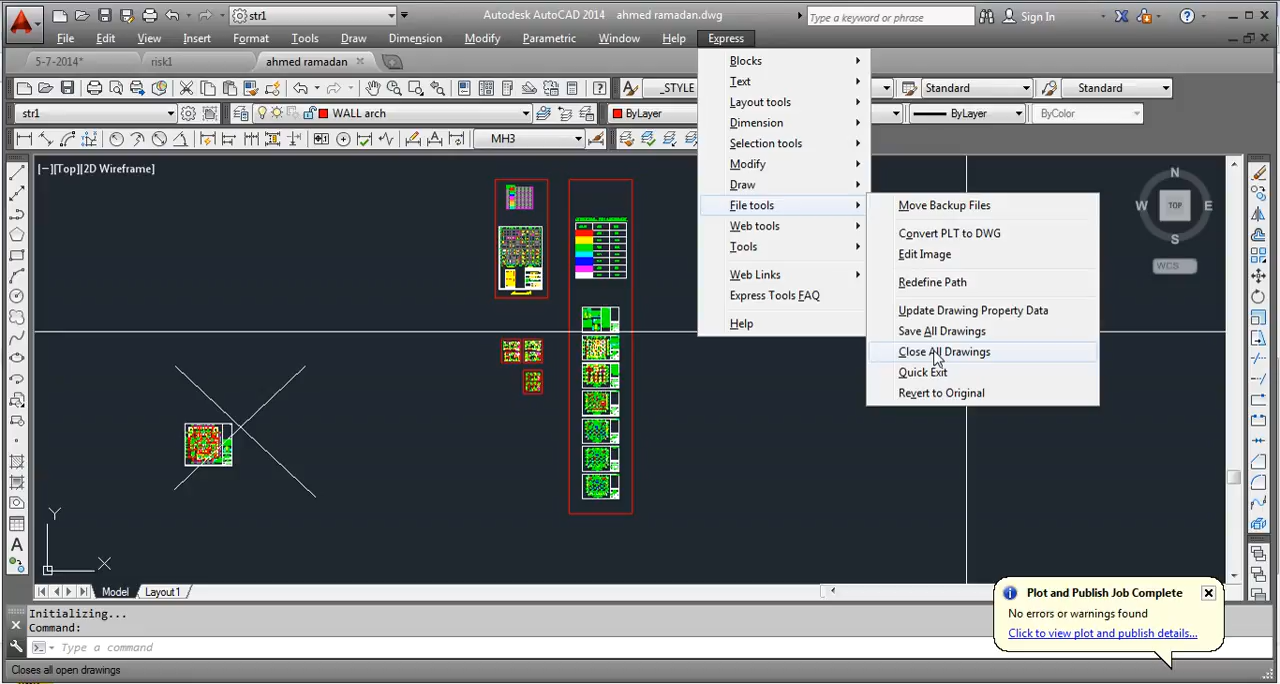 str1
Autodesk AutoCAD 2014 ahmed ramadan.dwg
Type a keyword or phrase
Sign In
File Edit View Insert Format Tools Draw Dimension Modify Parametric Window Help Express
5-7-2014* risk1 ahmed ramadan
_STYLE Standard Standard
str1 WALL arch ByLayer ByLayer ByColor
MH3
[−][Top][2D Wireframe]
Blocks
Text
Layout tools
Dimension
Selection tools
Modify
Draw
File tools
Web tools
Tools
Web Links
Express Tools FAQ
Help
Move Backup Files
Convert PLT to DWG
Edit Image
Redefine Path
Update Drawing Property Data
Save All Drawings
Close All Drawings
Quick Exit
Revert to Original
N
W TOP E
S
WCS
Y
X
Model Layout1
Initializing...
Command:
Type a command
Closes all open drawings
Plot and Publish Job Complete
No errors or warnings found
Click to view plot and publish details...